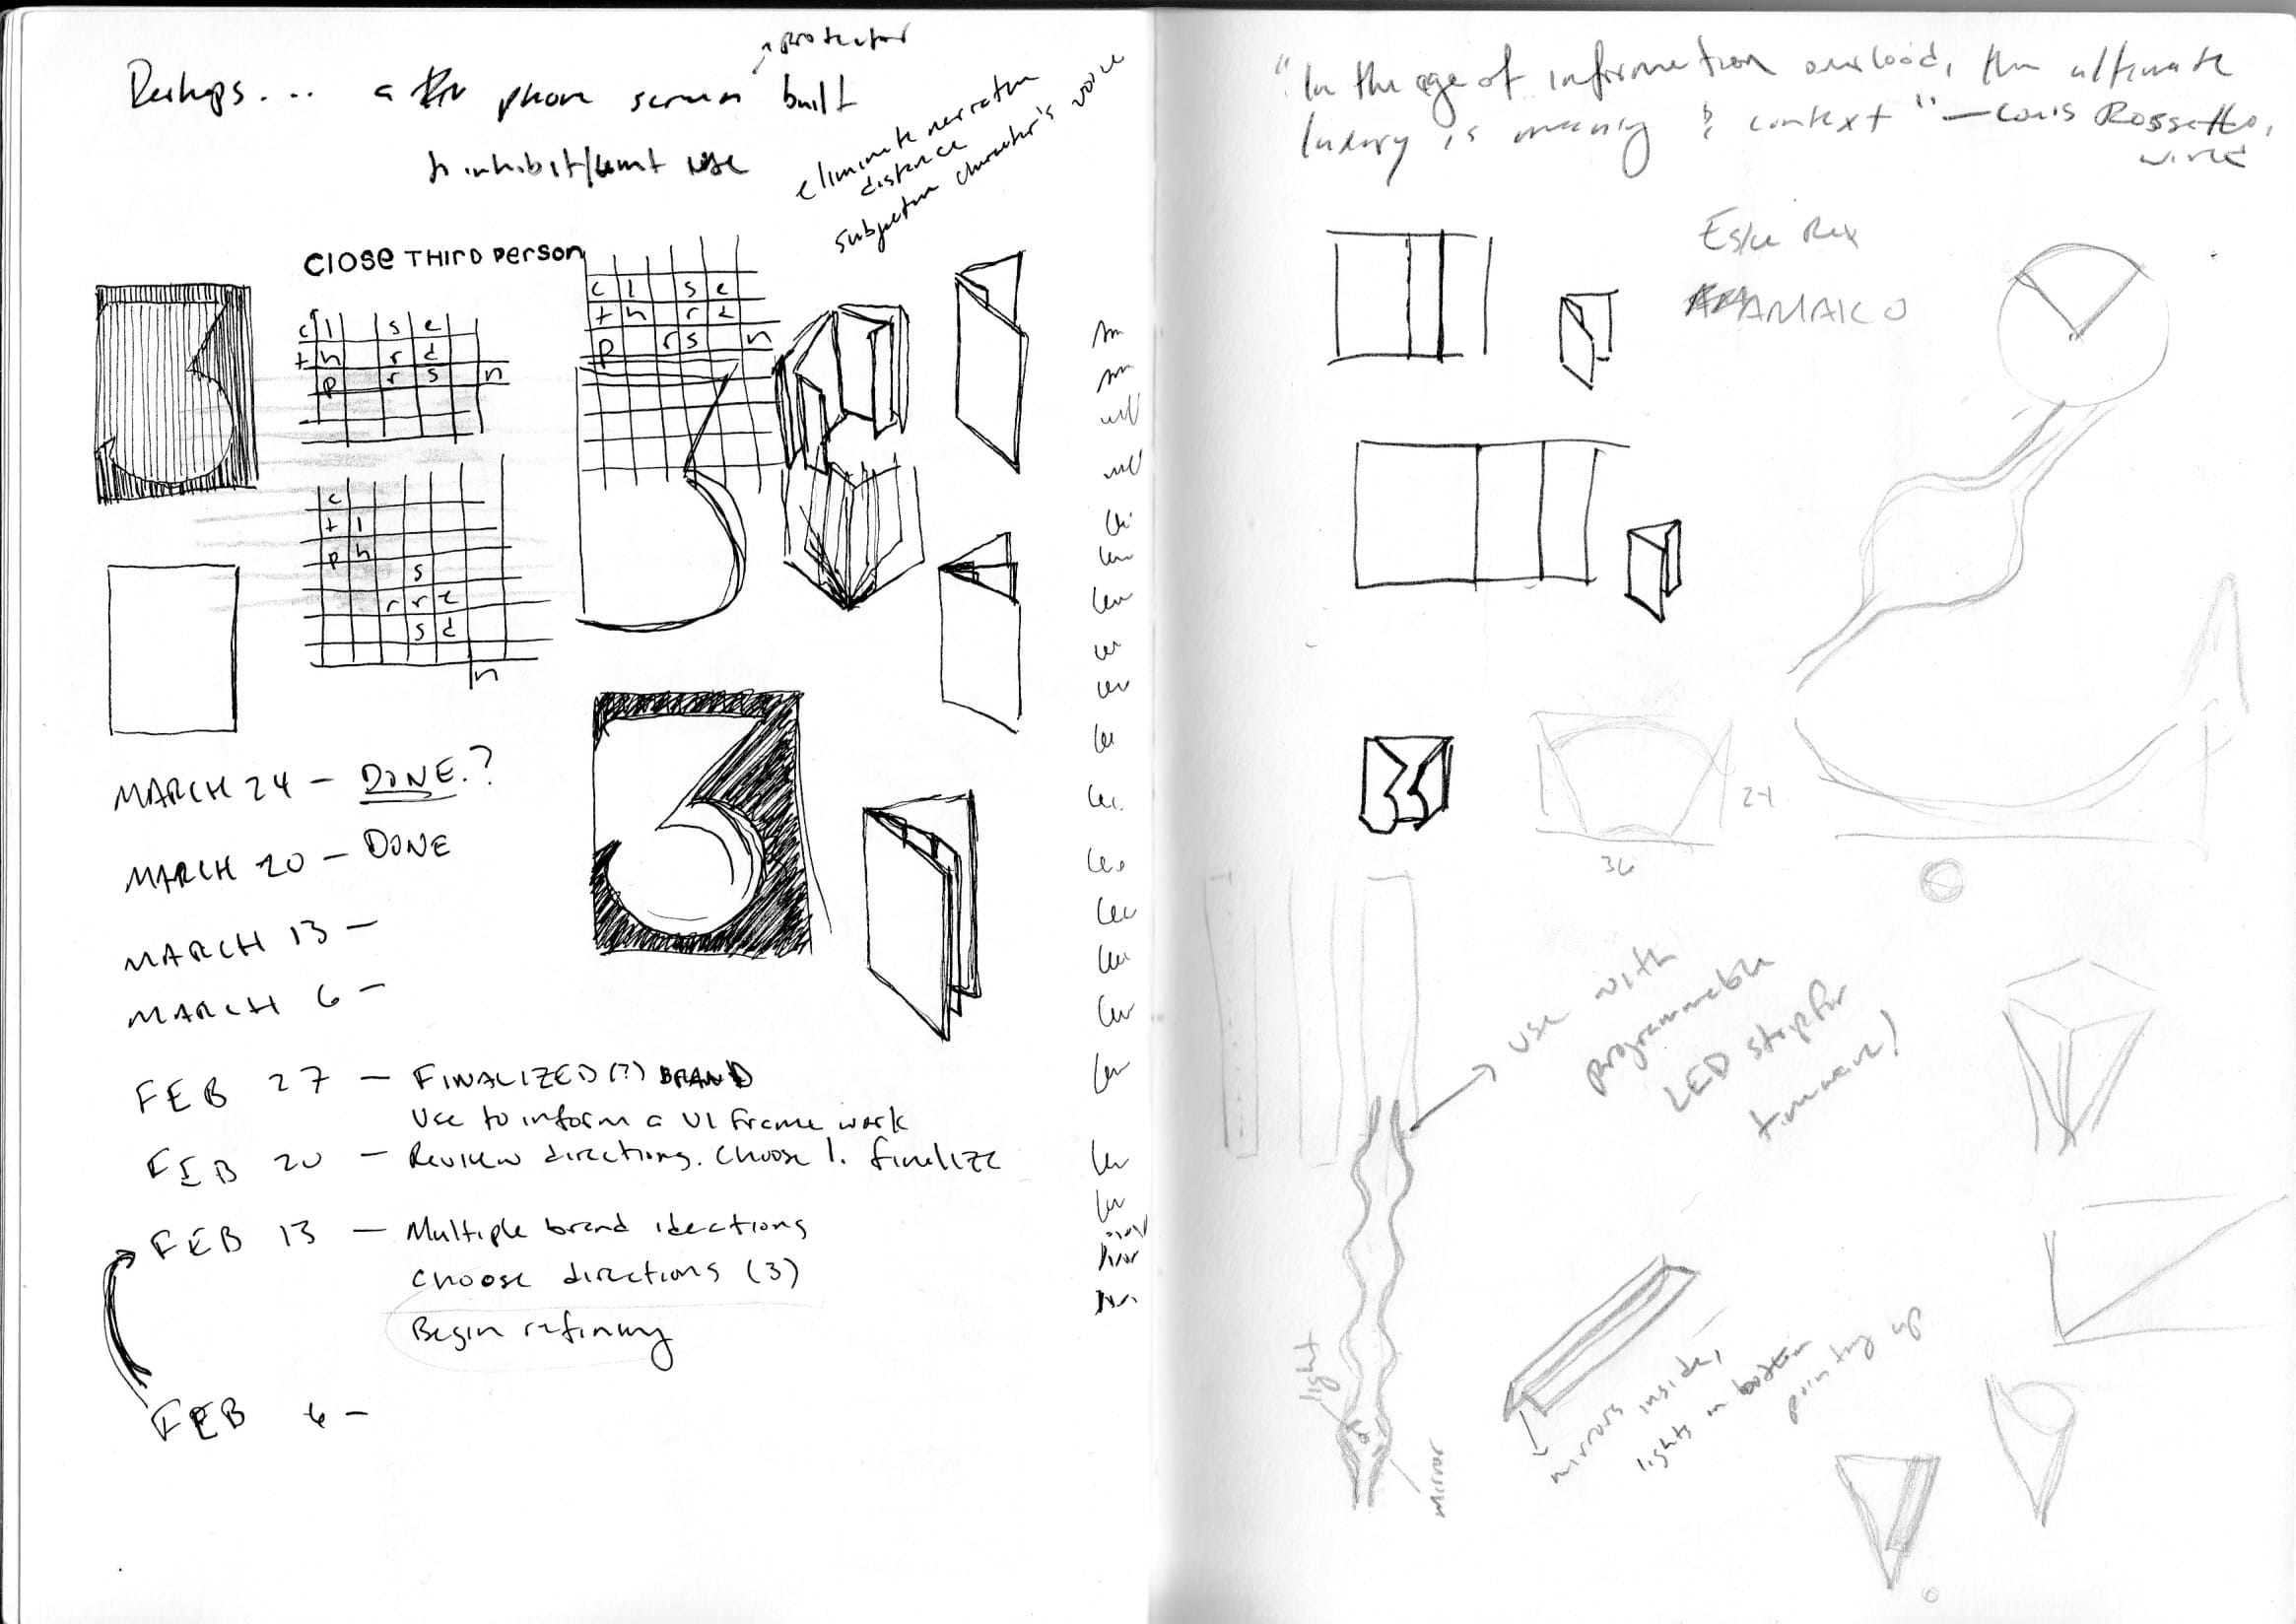 Perhaps... a phone screen protector built
to inhibit/limit use
eliminate narrative
distance
subjective character's voice
Close Third Person
c l s e
t h r d
p r s n
c l s e
t h r d
p r s n
c
t l
p h
s
r r e
s d
n
MARCH 24 — DONE.?
MARCH 20 — DONE
MARCH 13 —
MARCH 6 —
FEB 27 — FINALIZED(?) BRAND
Use to inform a UI framework
FEB 20 — Review directions. Choose 1. finalize
FEB 13 — Multiple brand ideations
choose directions (3)
Begin refining
FEB 6 —
"In the age of information overload, the ultimate
luxury is meaning & context" — Louis Rossetto,
wired
Eske Rex
AMAICO
24
36
use with
programmable
LED strip for
light
mirror
mirrors inside,
lights on bottom
pointing up